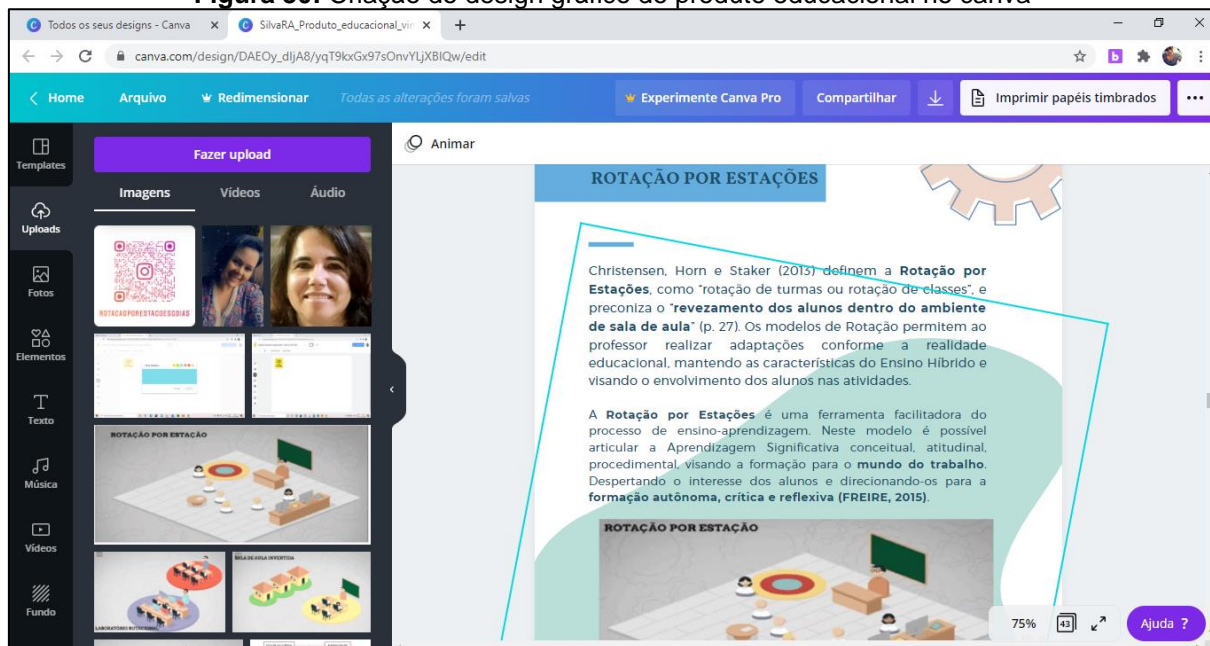 Criação do design gráfico do produto educacional no canva
Todos os seus designs - Canva
SilvaRA_Produto_educacional_vir
canva.com/design/DAEOy_dIjA8/yqT9kxGx97sOnvYLjXBIQw/edit
Home
Arquivo
Redimensionar
Todas as alterações foram salvas
Experimente Canva Pro
Compartilhar
Imprimir papéis timbrados
Templates
Uploads
Fotos
Elementos
Texto
Música
Vídeos
Fundo
Fazer upload
Imagens
Vídeos
Áudio
ROTACAOPORESTACOESGDIAS
ROTAÇÃO POR ESTAÇÃO
SALA DE AULA INVERTIDA
LABORATÓRIO ROTACIONAL
Animar
ROTAÇÃO POR ESTAÇÕES
Christensen, Horn e Staker (2013) definem a Rotação por
Estações, como "rotação de turmas ou rotação de classes", e
preconiza o "revezamento dos alunos dentro do ambiente
de sala de aula" (p. 27). Os modelos de Rotação permitem ao
professor realizar adaptações conforme a realidade
educacional, mantendo as características do Ensino Híbrido e
visando o envolvimento dos alunos nas atividades.
A Rotação por Estações é uma ferramenta facilitadora do
processo de ensino-aprendizagem. Neste modelo é possível
articular a Aprendizagem Significativa conceitual, atitudinal,
procedimental, visando a formação para o mundo do trabalho.
Despertando o interesse dos alunos e direcionando-os para a
formação autônoma, crítica e reflexiva (FREIRE, 2015).
ROTAÇÃO POR ESTAÇÃO
75%
43
Ajuda ?